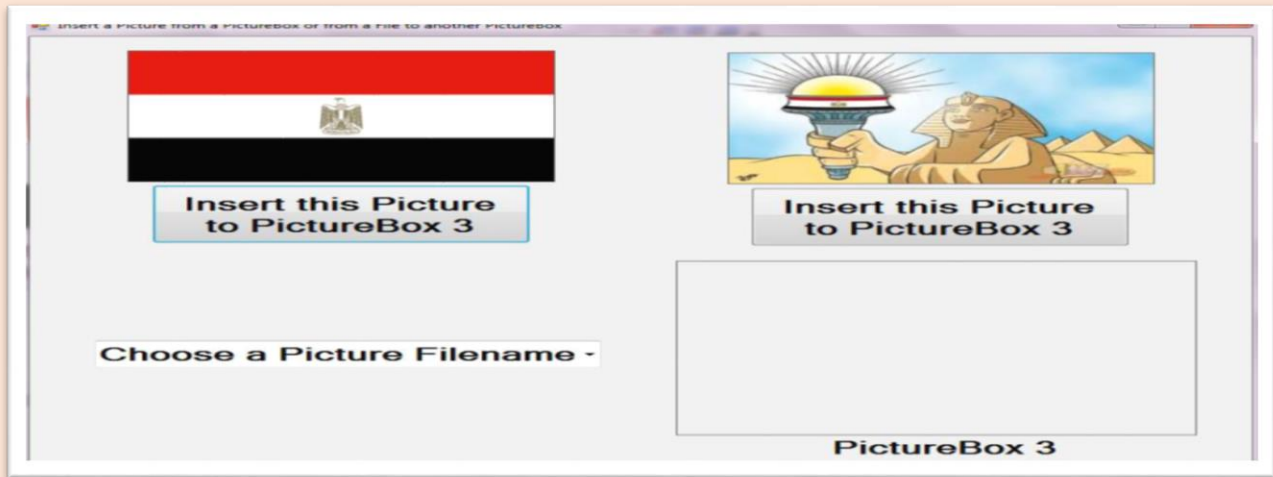 Insert a Picture from a PictureBox or from a File to another PictureBox
Insert this Picture
to PictureBox 3
Insert this Picture
to PictureBox 3
Choose a Picture Filename
PictureBox 3